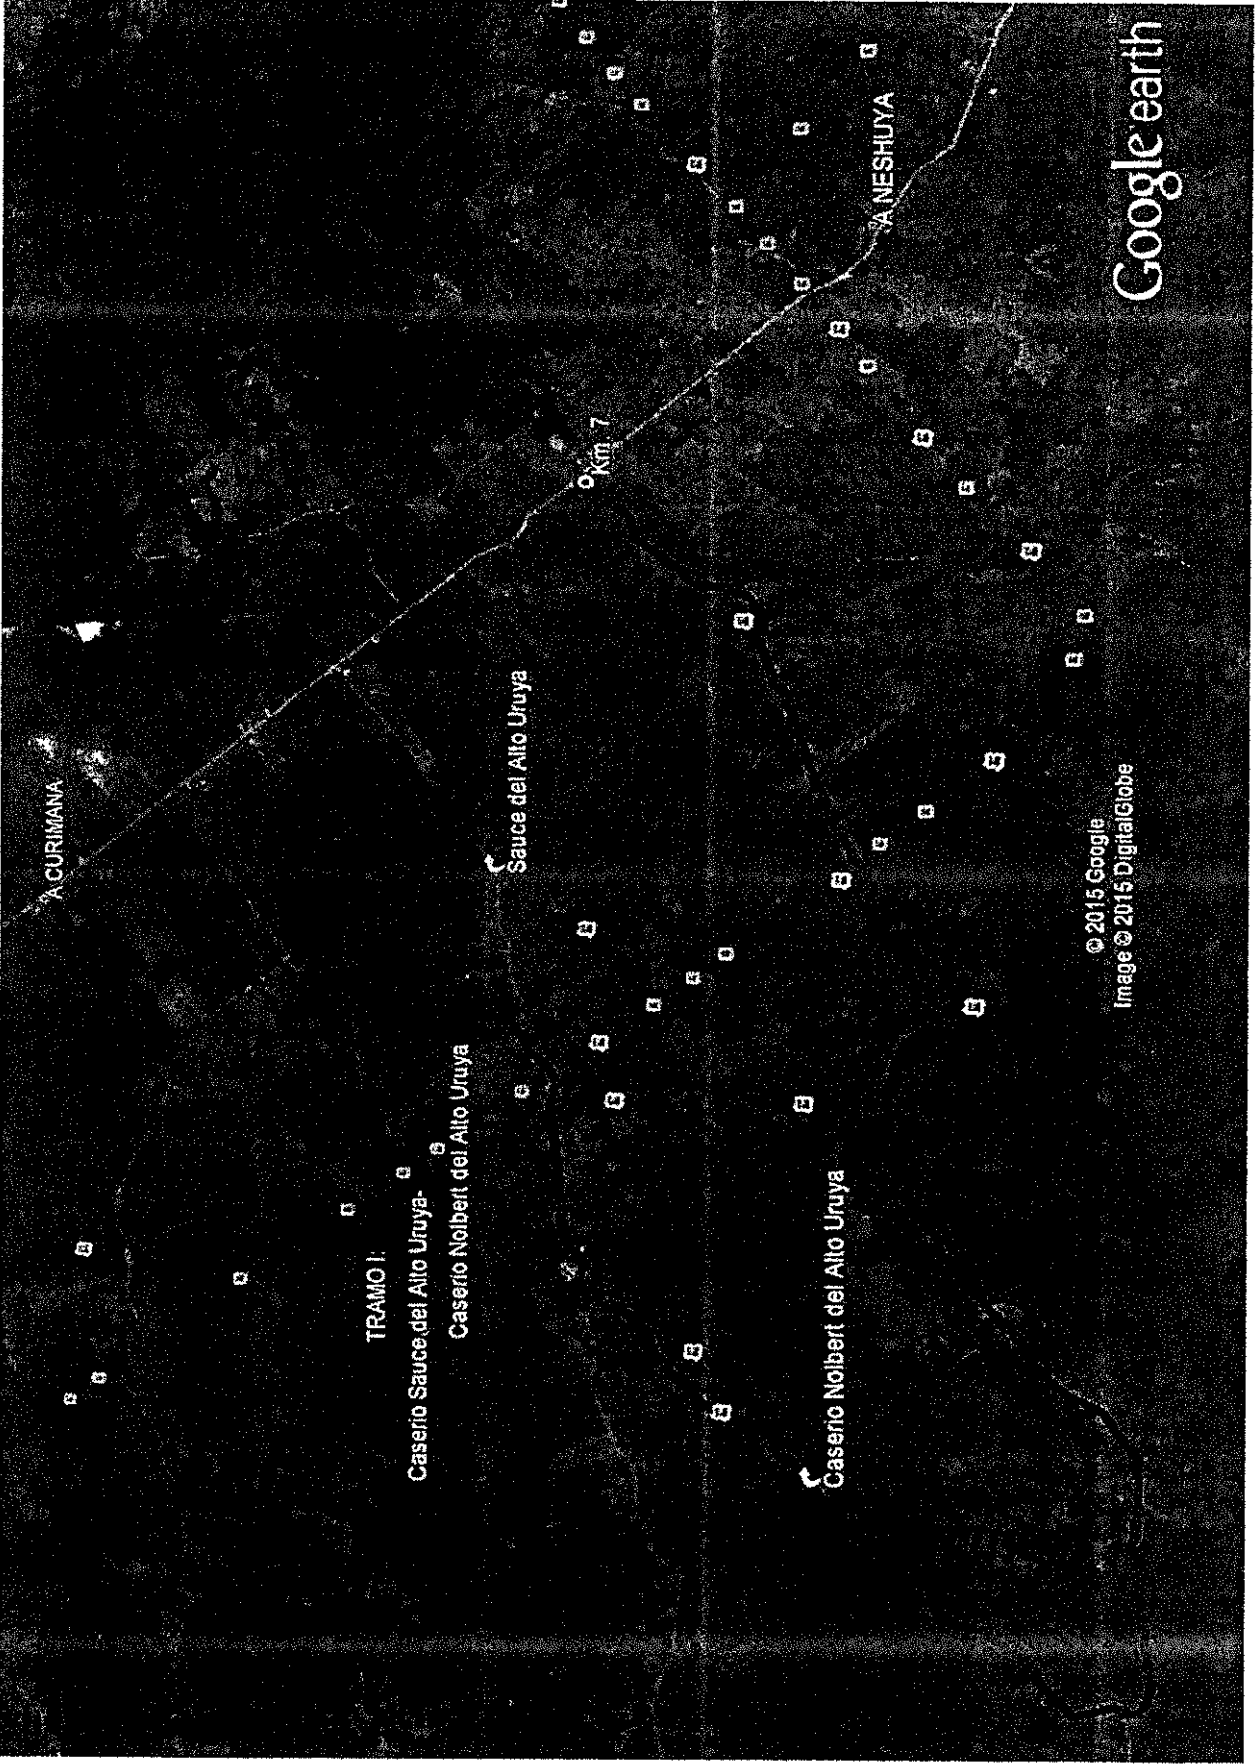 A CURIMANA
TRAMO I:
Caserio Sauce del Alto Uruya-
Caserio Nolbert del Alto Uruya
Sauce del Alto Uruya
Km. 7
Caserio Nolbert del Alto Uruya
A NESHUYA
© 2015 Google
Image © 2015 DigitalGlobe
Google earth